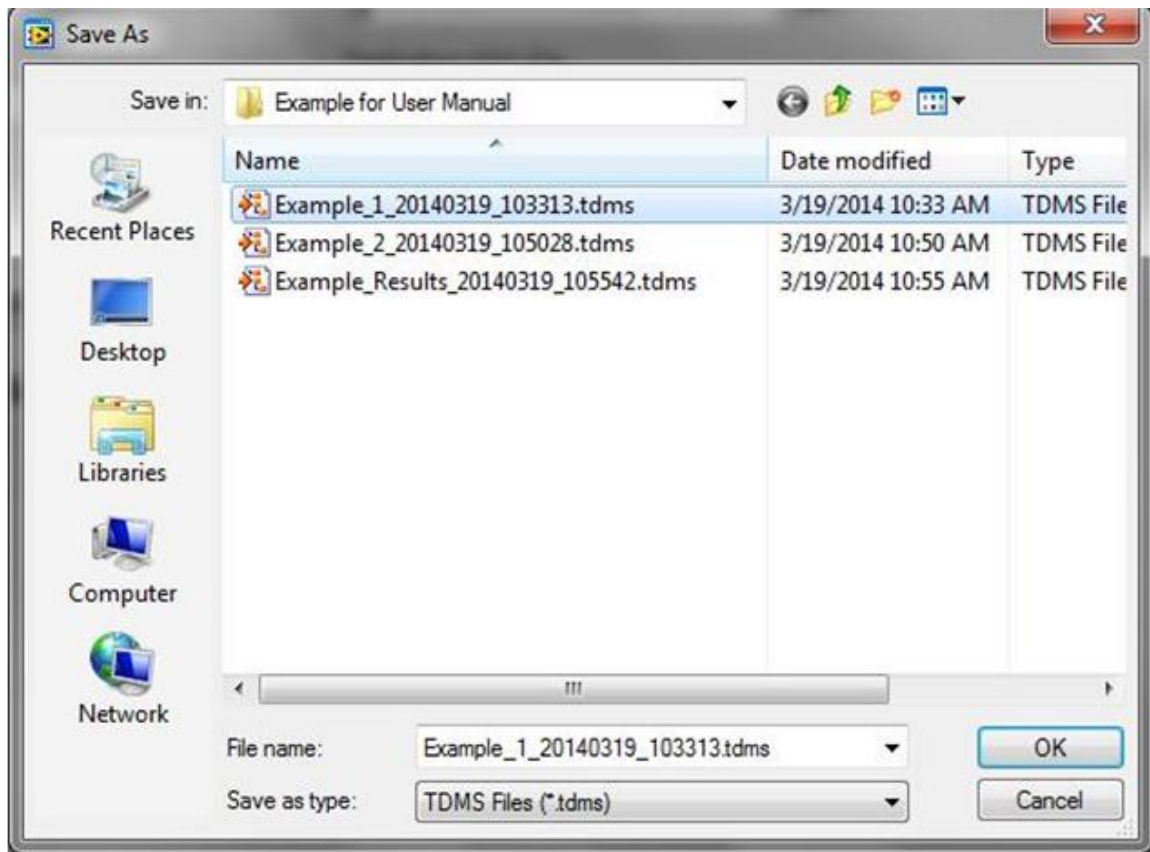 Save As
Save in: Example for User Manual
Name Date modified Type
Example_1_20140319_103313.tdms 3/19/2014 10:33 AM TDMS File
Example_2_20140319_105028.tdms 3/19/2014 10:50 AM TDMS File
Example_Results_20140319_105542.tdms 3/19/2014 10:55 AM TDMS File
Recent Places
Desktop
Libraries
Computer
Network
File name: Example_1_20140319_103313.tdms OK
Save as type: TDMS Files (*.tdms) Cancel